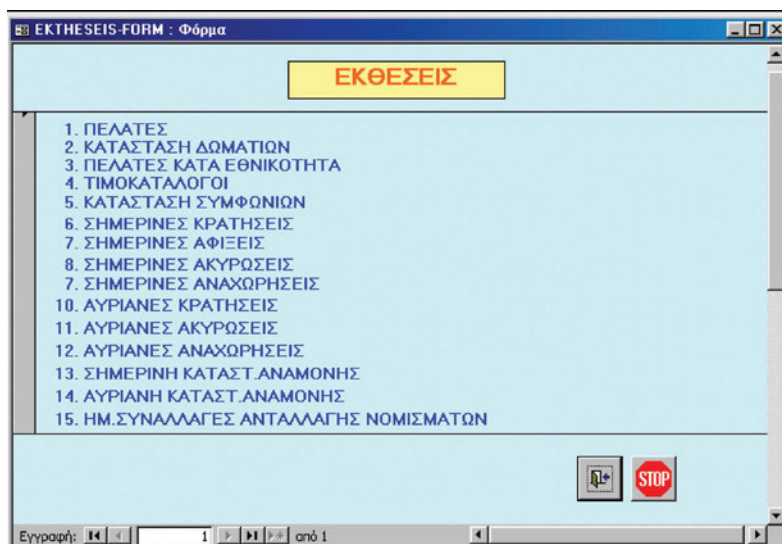 EKTHESEIS-FORM : Φόρμα
ΕΚΘΕΣΕΙΣ
1. ΠΕΛΑΤΕΣ
2. ΚΑΤΑΣΤΑΣΗ ΔΩΜΑΤΙΩΝ
3. ΠΕΛΑΤΕΣ ΚΑΤΑ ΕΘΝΙΚΟΤΗΤΑ
4. ΤΙΜΟΚΑΤΑΛΟΓΟΙ
5. ΚΑΤΑΣΤΑΣΗ ΣΥΜΦΩΝΙΩΝ
6. ΣΗΜΕΡΙΝΕΣ ΚΡΑΤΗΣΕΙΣ
7. ΣΗΜΕΡΙΝΕΣ ΑΦΙΞΕΙΣ
8. ΣΗΜΕΡΙΝΕΣ ΑΚΥΡΩΣΕΙΣ
7. ΣΗΜΕΡΙΝΕΣ ΑΝΑΧΩΡΗΣΕΙΣ
10. ΑΥΡΙΑΝΕΣ ΚΡΑΤΗΣΕΙΣ
11. ΑΥΡΙΑΝΕΣ ΑΚΥΡΩΣΕΙΣ
12. ΑΥΡΙΑΝΕΣ ΑΝΑΧΩΡΗΣΕΙΣ
13. ΣΗΜΕΡΙΝΗ ΚΑΤΑΣΤ.ΑΝΑΜΟΝΗΣ
14. ΑΥΡΙΑΝΗ ΚΑΤΑΣΤ.ΑΝΑΜΟΝΗΣ
15. ΗΜ.ΣΥΝΑΛΛΑΓΕΣ ΑΝΤΑΛΛΑΓΗΣ ΝΟΜΙΣΜΑΤΩΝ
STOP
Εγγραφή: 1 από 1